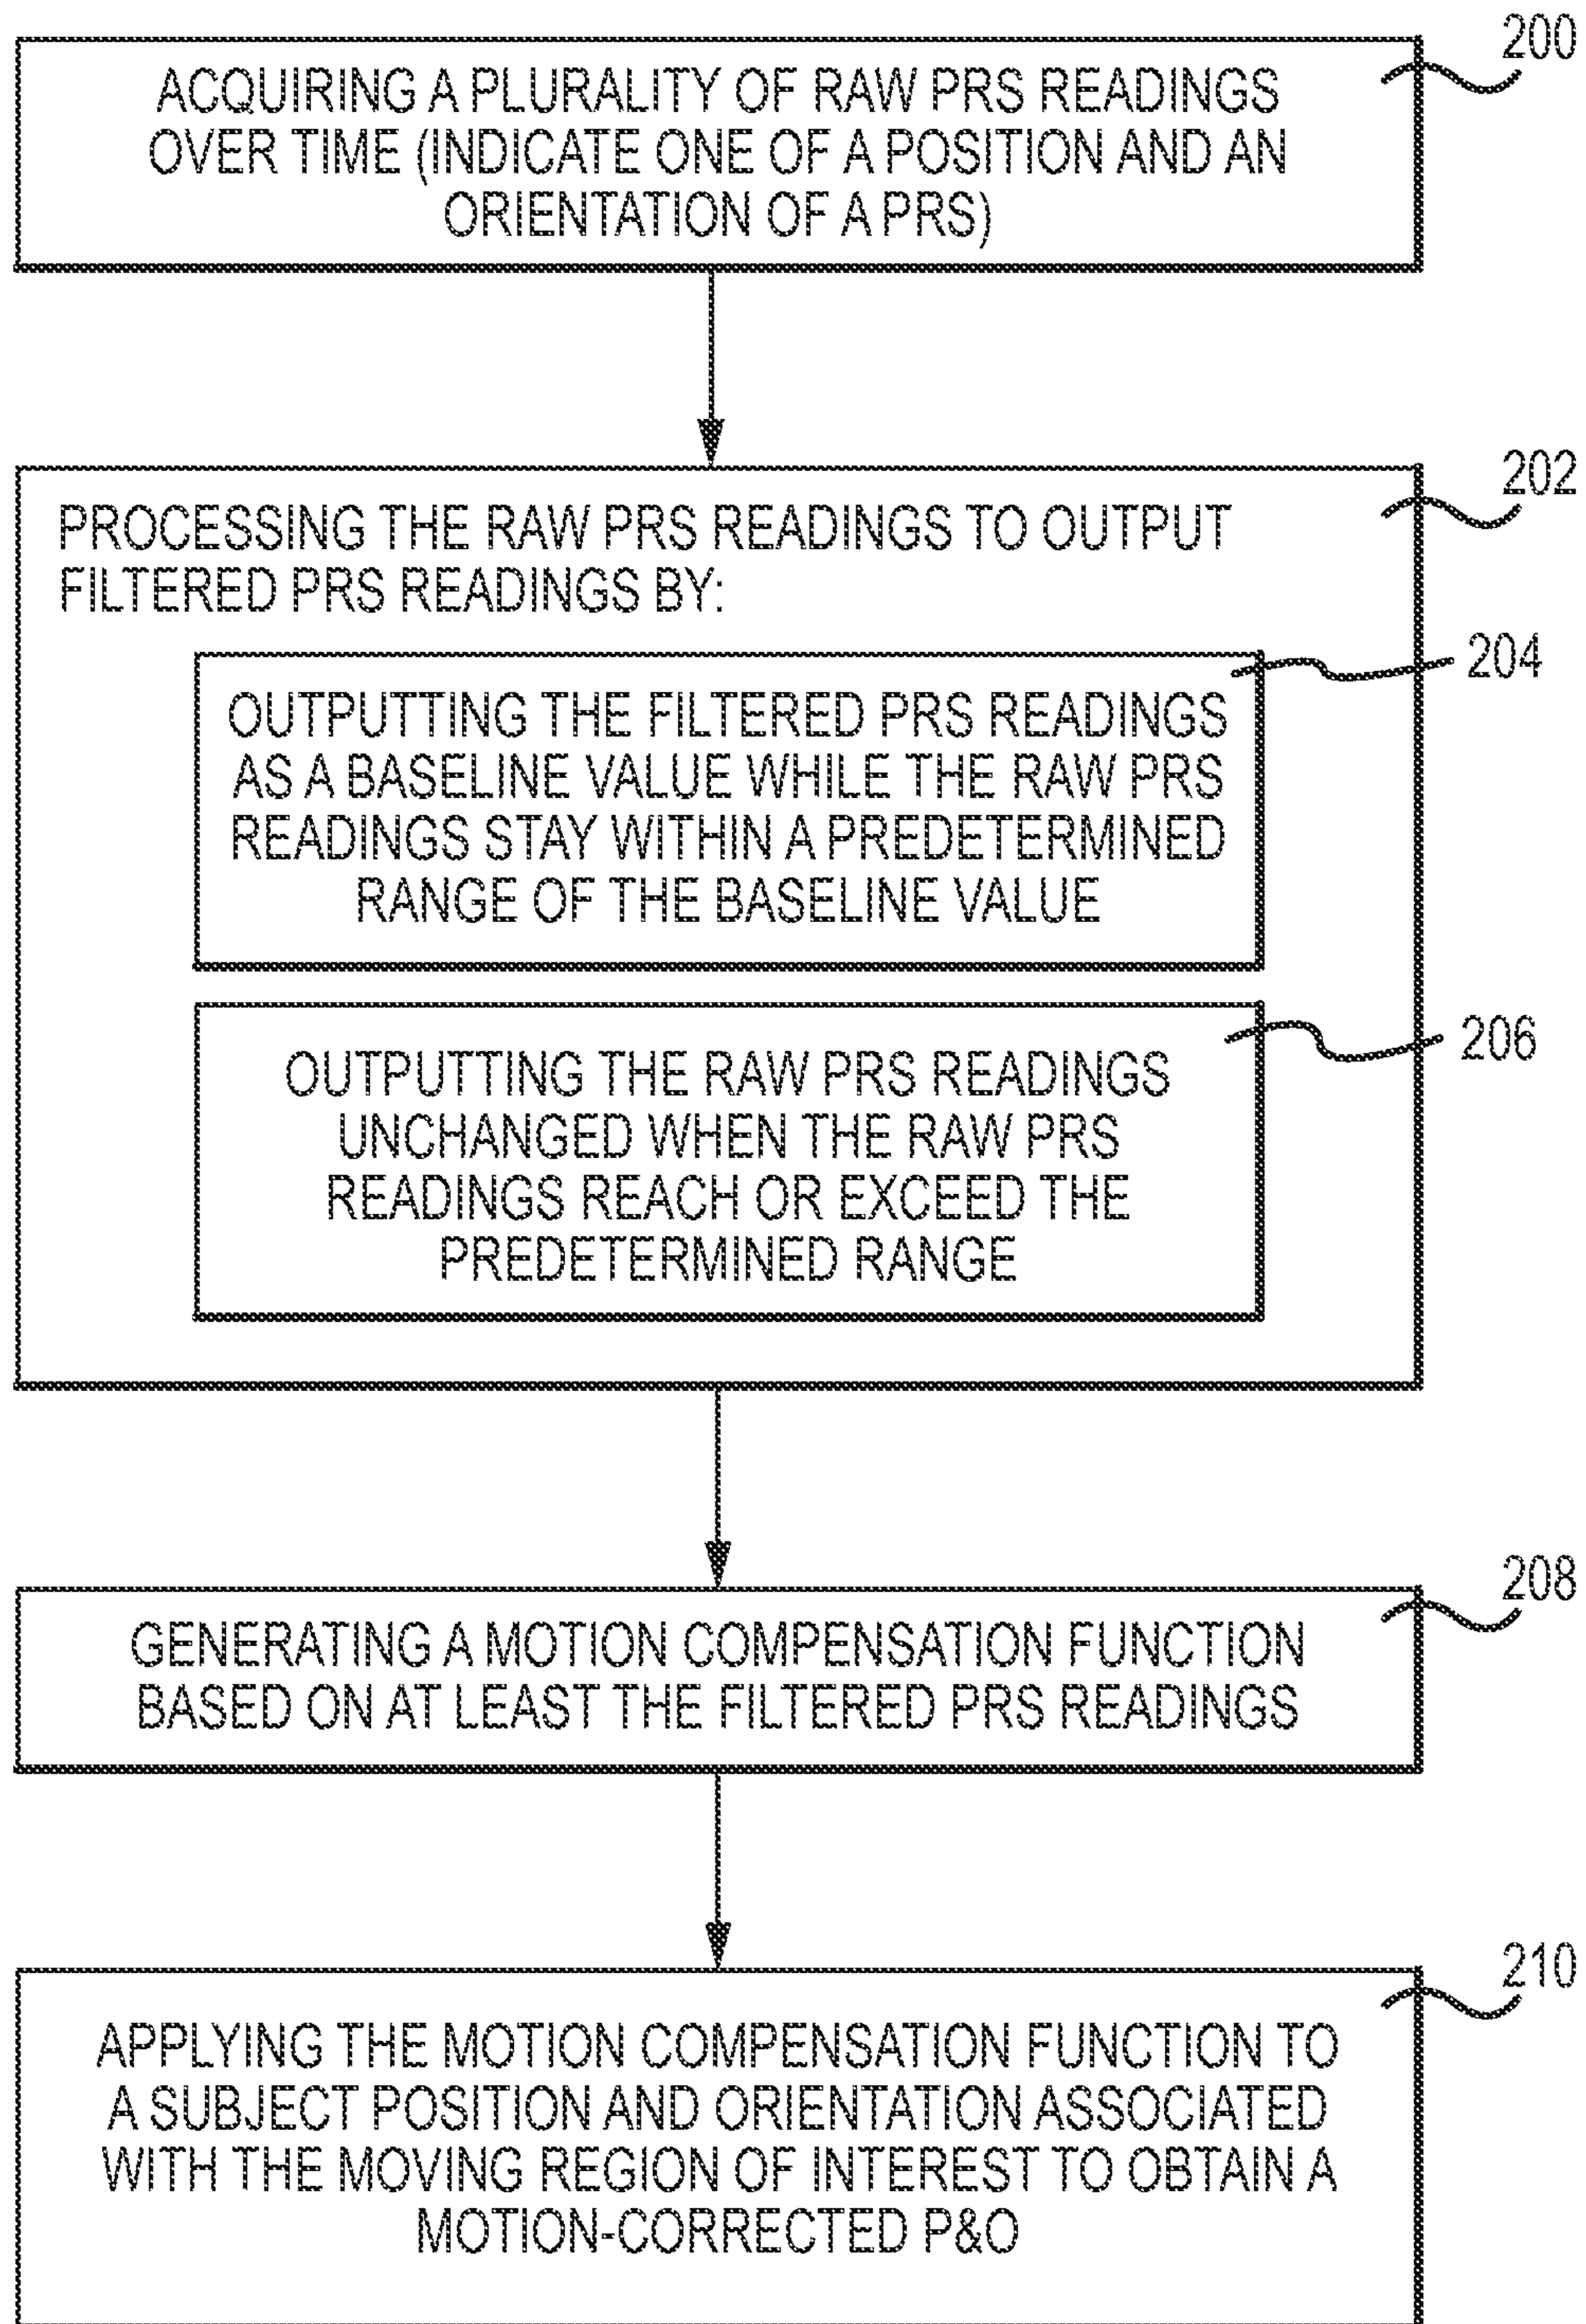 200
ACQUIRING A PLURALITY OF RAW PRS READINGS
OVER TIME (INDICATE ONE OF A POSITION AND AN
ORIENTATION OF A PRS)
202
PROCESSING THE RAW PRS READINGS TO OUTPUT
FILTERED PRS READINGS BY:
204
OUTPUTTING THE FILTERED PRS READINGS
AS A BASELINE VALUE WHILE THE RAW PRS
READINGS STAY WITHIN A PREDETERMINED
RANGE OF THE BASELINE VALUE
206
OUTPUTTING THE RAW PRS READINGS
UNCHANGED WHEN THE RAW PRS
READINGS REACH OR EXCEED THE
PREDETERMINED RANGE
208
GENERATING A MOTION COMPENSATION FUNCTION
BASED ON AT LEAST THE FILTERED PRS READINGS
210
APPLYING THE MOTION COMPENSATION FUNCTION TO
A SUBJECT POSITION AND ORIENTATION ASSOCIATED
WITH THE MOVING REGION OF INTEREST TO OBTAIN A
MOTION-CORRECTED P&O